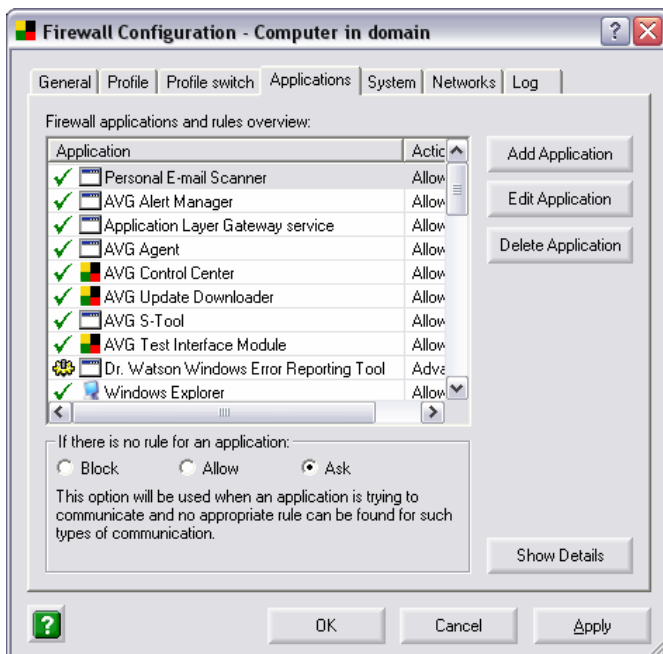 Firewall Configuration - Computer in domain
General Profile Profile switch Applications System Networks Log
Firewall applications and rules overview:
Application Actic
Personal E-mail Scanner Allow
AVG Alert Manager Allow
Application Layer Gateway service Allow
AVG Agent Allow
AVG Control Center Allow
AVG Update Downloader Allow
AVG S-Tool Allow
AVG Test Interface Module Allow
Dr. Watson Windows Error Reporting Tool Adva
Windows Explorer Allow
Add Application
Edit Application
Delete Application
If there is no rule for an application:
Block Allow Ask
This option will be used when an application is trying to
communicate and no appropriate rule can be found for such
types of communication.
Show Details
OK Cancel Apply